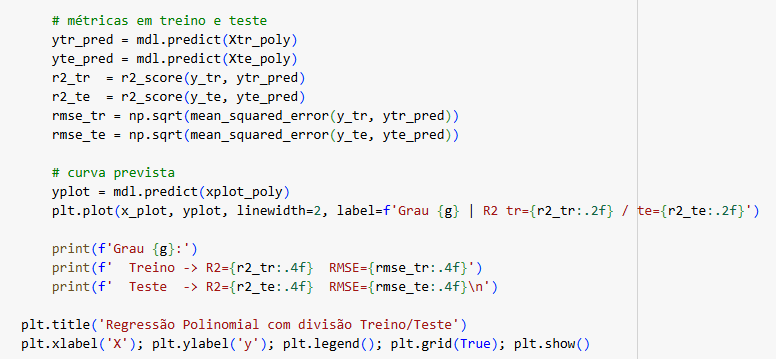 # métricas em treino e teste
ytr_pred = mdl.predict(Xtr_poly)
yte_pred = mdl.predict(Xte_poly)
r2_tr  = r2_score(y_tr, ytr_pred)
r2_te  = r2_score(y_te, yte_pred)
rmse_tr = np.sqrt(mean_squared_error(y_tr, ytr_pred))
rmse_te = np.sqrt(mean_squared_error(y_te, yte_pred))
# curva prevista
yplot = mdl.predict(xplot_poly)
plt.plot(x_plot, yplot, linewidth=2, label=f'Grau {g} | R2 tr={r2_tr:.2f} / te={r2_te:.2f}')
print(f'Grau {g}:')
print(f'  Treino -> R2={r2_tr:.4f}  RMSE={rmse_tr:.4f}')
print(f'  Teste  -> R2={r2_te:.4f}  RMSE={rmse_te:.4f}\n')
plt.title('Regressão Polinomial com divisão Treino/Teste')
plt.xlabel('X'); plt.ylabel('y'); plt.legend(); plt.grid(True); plt.show()